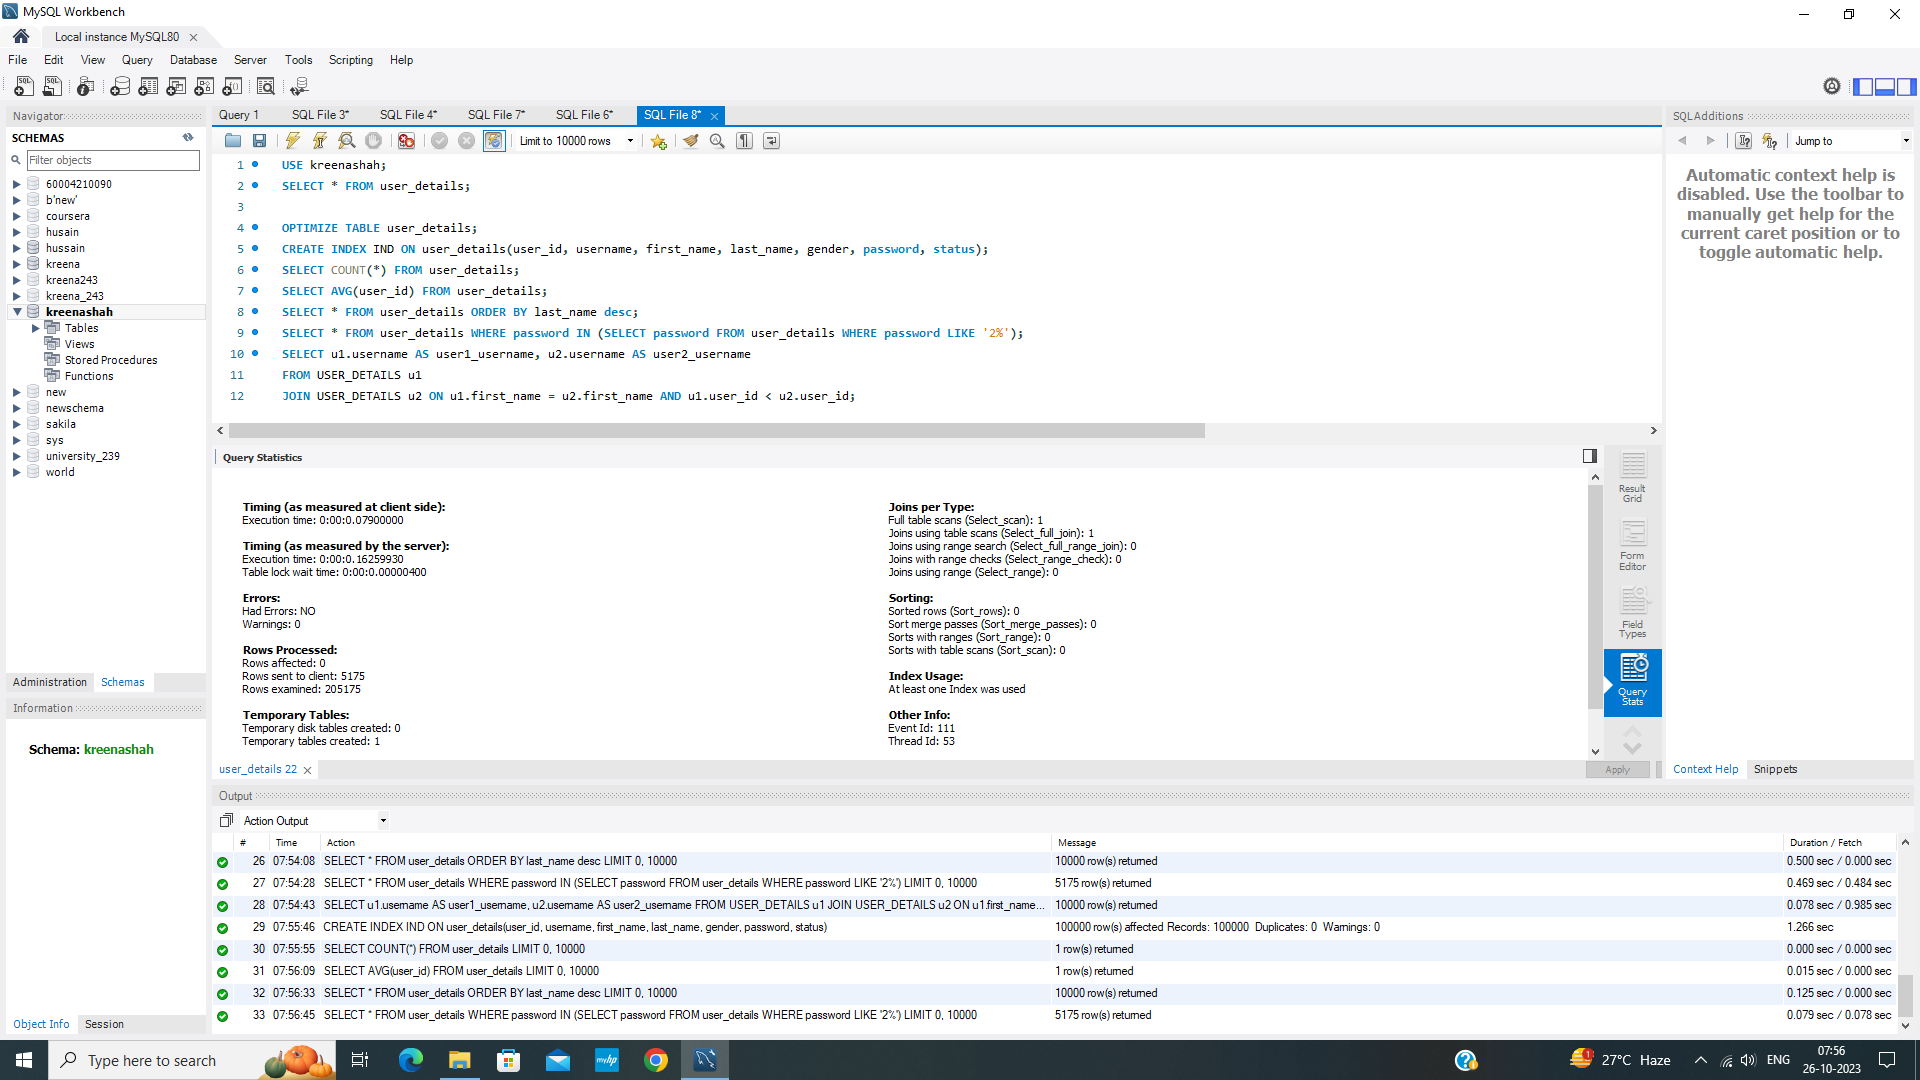 MySQL Workbench
Local instance MySQL80
File Edit View Query Database Server Tools Scripting Help
Navigator
SCHEMAS
Filter objects
60004210090
b'new'
coursera
husain
hussain
kreena
kreena243
kreena_243
kreenashah
Tables
Views
Stored Procedures
Functions
new
newschema
sakila
sys
university_239
world
Administration Schemas
Information
Schema: kreenashah
Object Info Session
Query 1 SQL File 3* SQL File 4* SQL File 7* SQL File 6* SQL File 8*
Limit to 10000 rows
1 USE kreenashah;
2 SELECT * FROM user_details;
3
4 OPTIMIZE TABLE user_details;
5 CREATE INDEX IND ON user_details(user_id, username, first_name, last_name, gender, password, status);
6 SELECT COUNT(*) FROM user_details;
7 SELECT AVG(user_id) FROM user_details;
8 SELECT * FROM user_details ORDER BY last_name desc;
9 SELECT * FROM user_details WHERE password IN (SELECT password FROM user_details WHERE password LIKE '2%');
10 SELECT u1.username AS user1_username, u2.username AS user2_username
11 FROM USER_DETAILS u1
12 JOIN USER_DETAILS u2 ON u1.first_name = u2.first_name AND u1.user_id < u2.user_id;
Query Statistics
Timing (as measured at client side):
Execution time: 0:00:0.07900000
Timing (as measured by the server):
Execution time: 0:00:0.16259930
Table lock wait time: 0:00:0.00000400
Errors:
Had Errors: NO
Warnings: 0
Rows Processed:
Rows affected: 0
Rows sent to client: 5175
Rows examined: 205175
Temporary Tables:
Temporary disk tables created: 0
Temporary tables created: 1
Joins per Type:
Full table scans (Select_scan): 1
Joins using table scans (Select_full_join): 1
Joins using range search (Select_full_range_join): 0
Joins with range checks (Select_range_check): 0
Joins using range (Select_range): 0
Sorting:
Sorted rows (Sort_rows): 0
Sort merge passes (Sort_merge_passes): 0
Sorts with ranges (Sort_range): 0
Sorts with table scans (Sort_scan): 0
Index Usage:
At least one Index was used
Other Info:
Event Id: 111
Thread Id: 53
Result
Grid
Form
Editor
Field
Types
Query
Stats
user_details 22
Apply
SQLAdditions
Jump to
Automatic context help is
disabled. Use the toolbar to
manually get help for the
current caret position or to
toggle automatic help.
Context Help Snippets
Output
Action Output
# Time Action Message Duration / Fetch
26 07:54:08 SELECT * FROM user_details ORDER BY last_name desc LIMIT 0, 10000 10000 row(s) returned 0.500 sec / 0.000 sec
27 07:54:28 SELECT * FROM user_details WHERE password IN (SELECT password FROM user_details WHERE password LIKE '2%') LIMIT 0, 10000 5175 row(s) returned 0.469 sec / 0.484 sec
28 07:54:43 SELECT u1.username AS user1_username, u2.username AS user2_username FROM USER_DETAILS u1 JOIN USER_DETAILS u2 ON u1.first_name... 10000 row(s) returned 0.078 sec / 0.985 sec
29 07:55:46 CREATE INDEX IND ON user_details(user_id, username, first_name, last_name, gender, password, status) 100000 row(s) affected Records: 100000 Duplicates: 0 Warnings: 0 1.266 sec
30 07:55:55 SELECT COUNT(*) FROM user_details LIMIT 0, 10000 1 row(s) returned 0.000 sec / 0.000 sec
31 07:56:09 SELECT AVG(user_id) FROM user_details LIMIT 0, 10000 1 row(s) returned 0.015 sec / 0.000 sec
32 07:56:33 SELECT * FROM user_details ORDER BY last_name desc LIMIT 0, 10000 10000 row(s) returned 0.125 sec / 0.000 sec
33 07:56:45 SELECT * FROM user_details WHERE password IN (SELECT password FROM user_details WHERE password LIKE '2%') LIMIT 0, 10000 5175 row(s) returned 0.079 sec / 0.078 sec
Type here to search
myhp
1
27°C Haze
ENG
07:56
26-10-2023